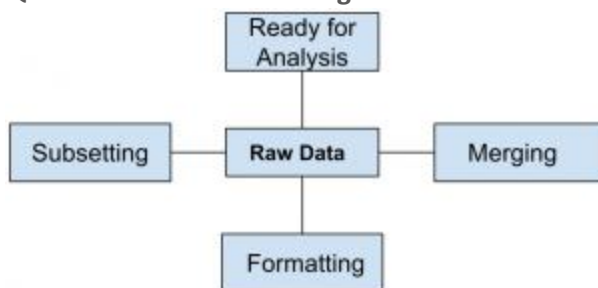 Ready for
Analysis
Subsetting
Raw Data
Merging
Formatting